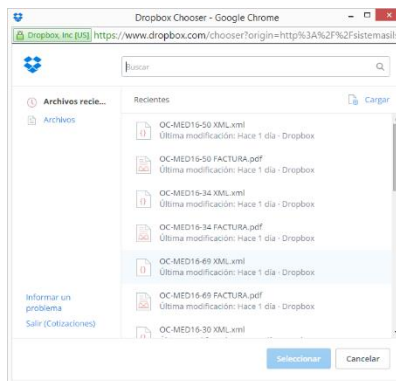 Dropbox Chooser - Google Chrome
Dropbox, Inc [US] https://www.dropbox.com/chooser?origin=http%3A%2F%2Fsistemasil
Buscar
Archivos recie...
Archivos
Recientes
Cargar
OC-MED16-50 XML.xml
Última modificación: Hace 1 día - Dropbox
OC-MED16-50 FACTURA.pdf
Última modificación: Hace 1 día - Dropbox
OC-MED16-34 XML.xml
Última modificación: Hace 1 día - Dropbox
OC-MED16-34 FACTURA.pdf
Última modificación: Hace 1 día - Dropbox
OC-MED16-69 XML.xml
Última modificación: Hace 1 día - Dropbox
OC-MED16-69 FACTURA.pdf
Última modificación: Hace 1 día - Dropbox
OC-MED16-30 XML.xml
Informar un
problema
Salir (Cotizaciones)
Seleccionar
Cancelar